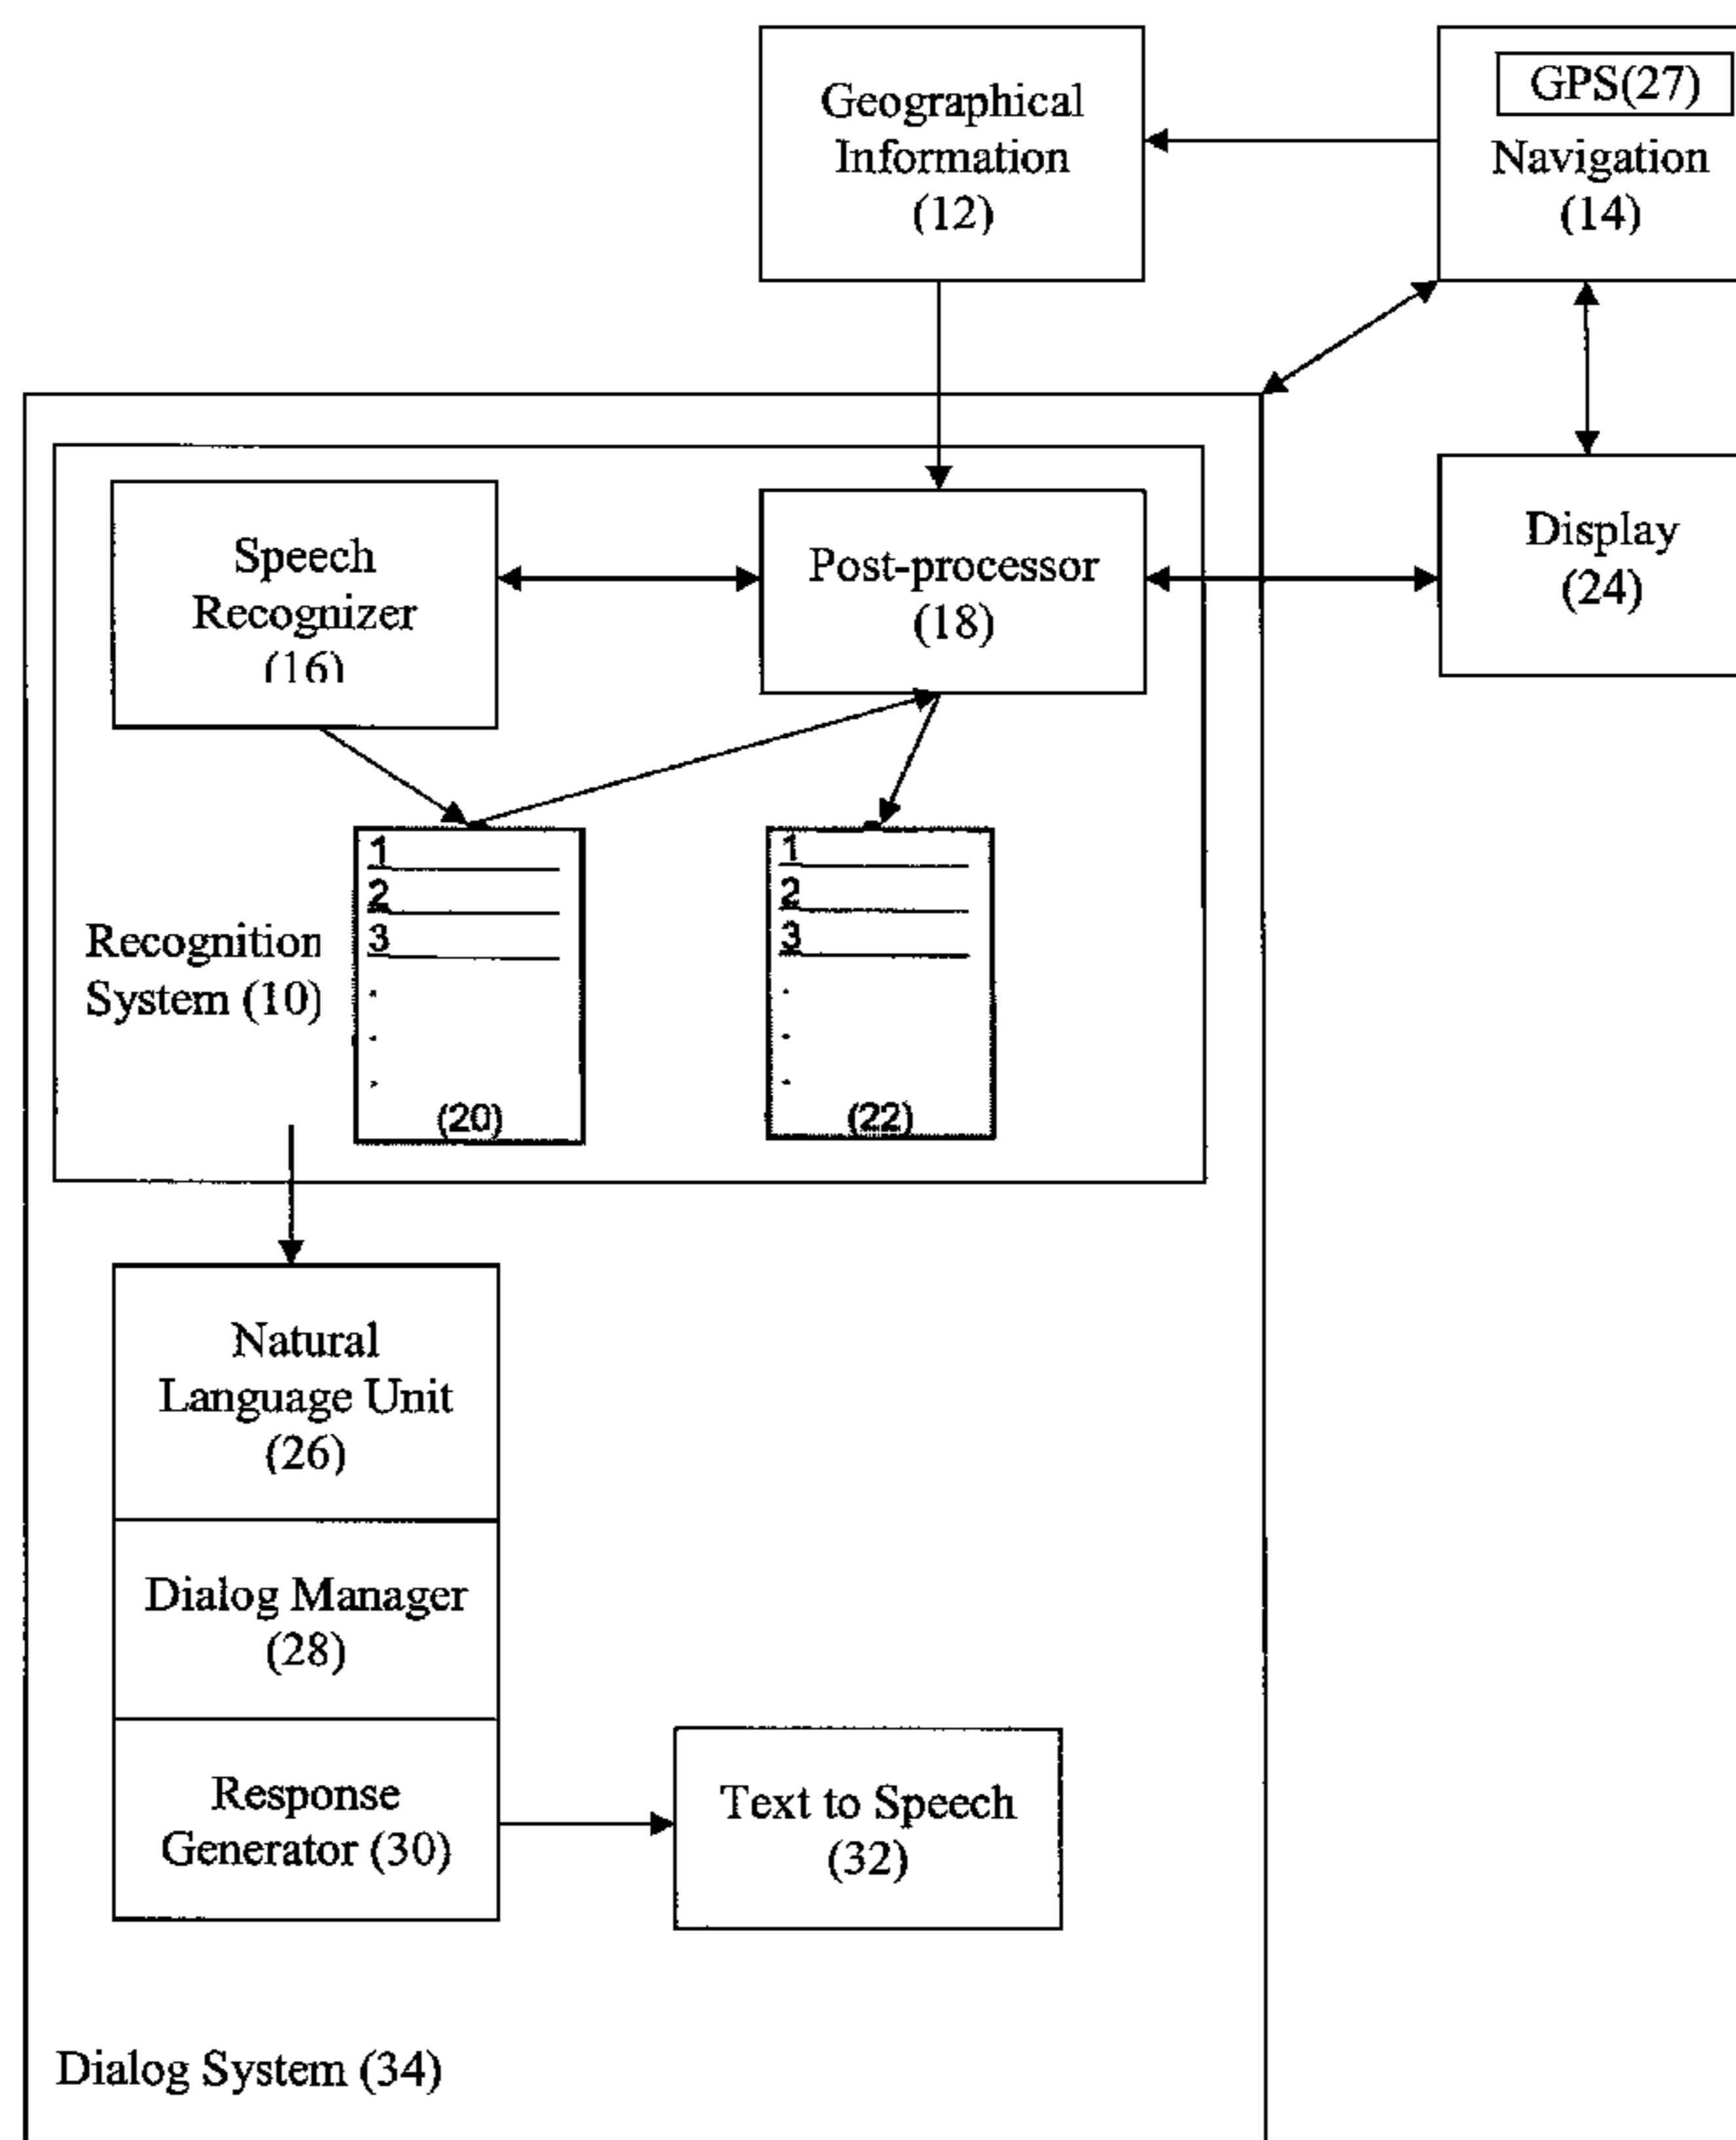 Geographical
Information
(12)
GPS(27)
Navigation
(14)
Speech
Recognizer
(16)
Post-processor
(18)
Display
(24)
1
2
3
.
.
.
(20)
1
2
3
.
.
.
(22)
Recognition
System (10)
Natural
Language Unit
(26)
Dialog Manager
(28)
Response
Generator (30)
Text to Speech
(32)
Dialog System (34)